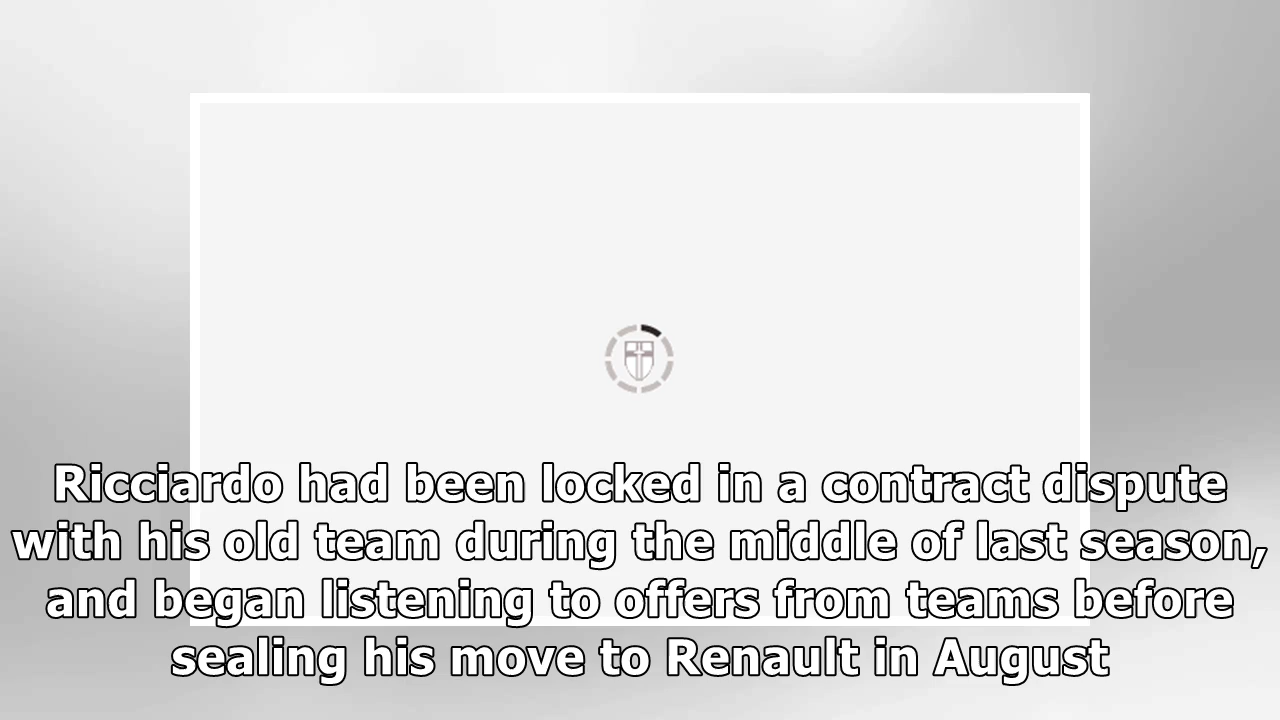 Ricciardo had been locked in a contract dispute
with his old team during the middle of last season,
and began listening to offers from teams before
sealing his move to Renault in August